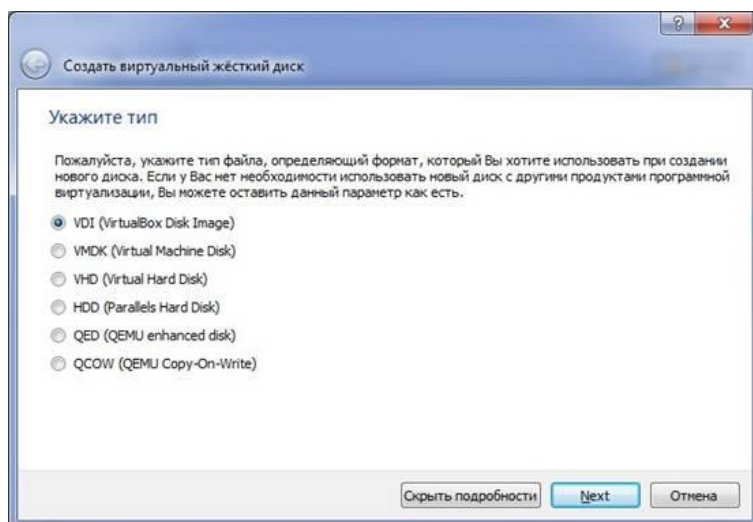 Создать виртуальный жёсткий диск
Укажите тип
Пожалуйста, укажите тип файла, определяющий формат, который Вы хотите использовать при создании
нового диска. Если у Вас нет необходимости использовать новый диск с другими продуктами программной
виртуализации, Вы можете оставить данный параметр как есть.
VDI (VirtualBox Disk Image)
VMDK (Virtual Machine Disk)
VHD (Virtual Hard Disk)
HDD (Parallels Hard Disk)
QED (QEMU enhanced disk)
QCOW (QEMU Copy-On-Write)
Скрыть подробности Next Отмена